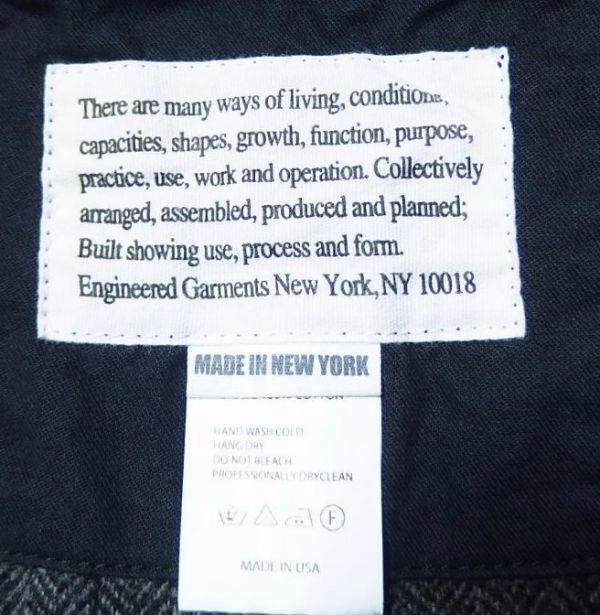 There are many ways of living, condition,
capacities, shapes, growth, function, purpose,
practice, use, work and operation. Collectively
arranged, assembled, produced and planned;
Built showing use, process and form.
Engineered Garments New York, NY 10018
MADE IN NEW YORK
HAND WASH COLD
HANG DRY
DO NOT BLEACH
PROFESSIONALLY DRYCLEAN
F
MADE IN USA